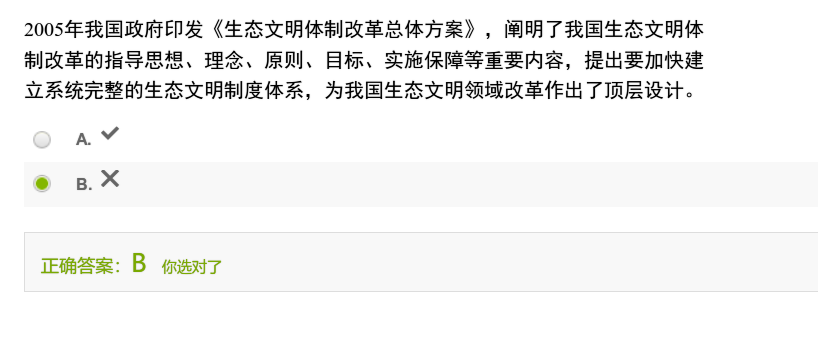 2005年我国政府印发《生态文明体制改革总体方案》，阐明了我国生态文明体
制改革的指导思想、理念、原则、目标、实施保障等重要内容，提出要加快建
立系统完整的生态文明制度体系，为我国生态文明领域改革作出了顶层设计。
A. ✓
B. ✕
正确答案：B 你选对了